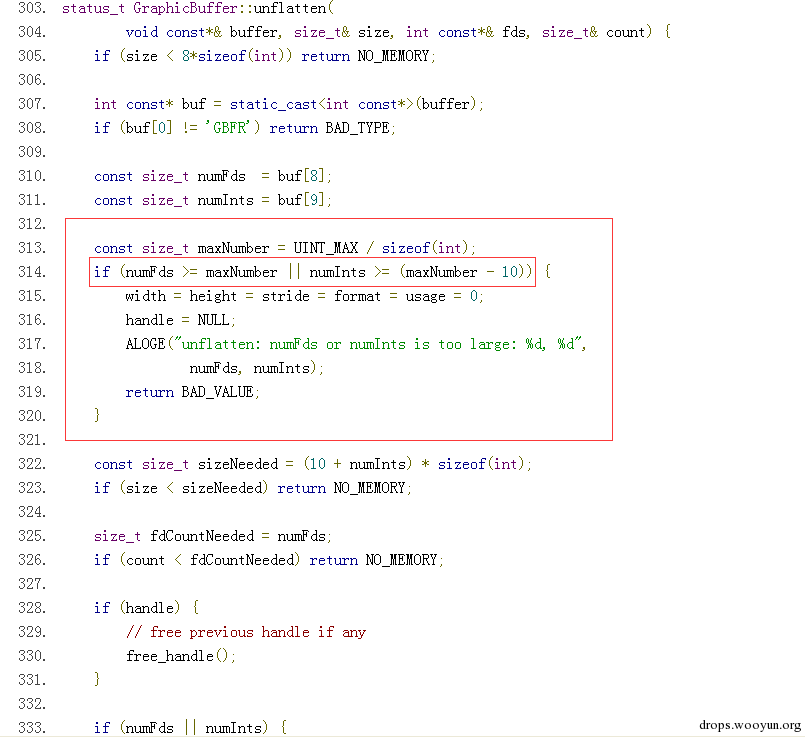 303. status_t GraphicBuffer::unflatten(
304. void const*& buffer, size_t& size, int const*& fds, size_t& count) {
305. if (size < 8*sizeof(int)) return NO_MEMORY;
306.
307. int const* buf = static_cast<int const*>(buffer);
308. if (buf[0] != 'GBFR') return BAD_TYPE;
309.
310. const size_t numFds = buf[8];
311. const size_t numInts = buf[9];
312.
313. const size_t maxNumber = UINT_MAX / sizeof(int);
314. if (numFds >= maxNumber || numInts >= (maxNumber - 10)) {
315. width = height = stride = format = usage = 0;
316. handle = NULL;
317. ALOGE("unflatten: numFds or numInts is too large: %d, %d",
318. numFds, numInts);
319. return BAD_VALUE;
320. }
321.
322. const size_t sizeNeeded = (10 + numInts) * sizeof(int);
323. if (size < sizeNeeded) return NO_MEMORY;
324.
325. size_t fdCountNeeded = numFds;
326. if (count < fdCountNeeded) return NO_MEMORY;
327.
328. if (handle) {
329. // free previous handle if any
330. free_handle();
331. }
332.
333. if (numFds || numInts) {
drops.wooyun.org